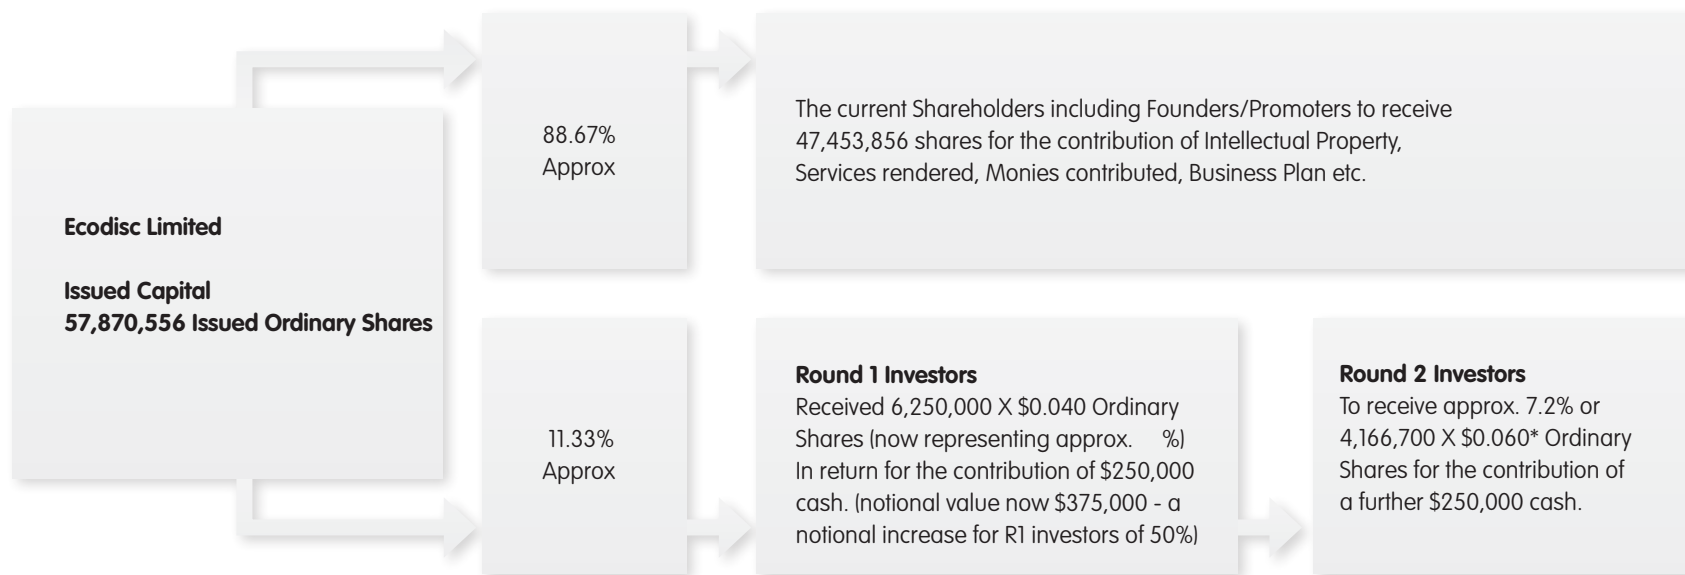 Ecodisc Limited
Issued Capital
57,870,556 Issued Ordinary Shares
88.67%
Approx
The current Shareholders including Founders/Promoters to receive
47,453,856 shares for the contribution of Intellectual Property,
Services rendered, Monies contributed, Business Plan etc.
11.33%
Approx
Round 1 Investors
Received 6,250,000 X $0.040 Ordinary
Shares (now representing approx.    %)
In return for the contribution of $250,000
cash. (notional value now $375,000 - a
notional increase for R1 investors of 50%)
Round 2 Investors
To receive approx. 7.2% or
4,166,700 X $0.060* Ordinary
Shares for the contribution of
a further $250,000 cash.